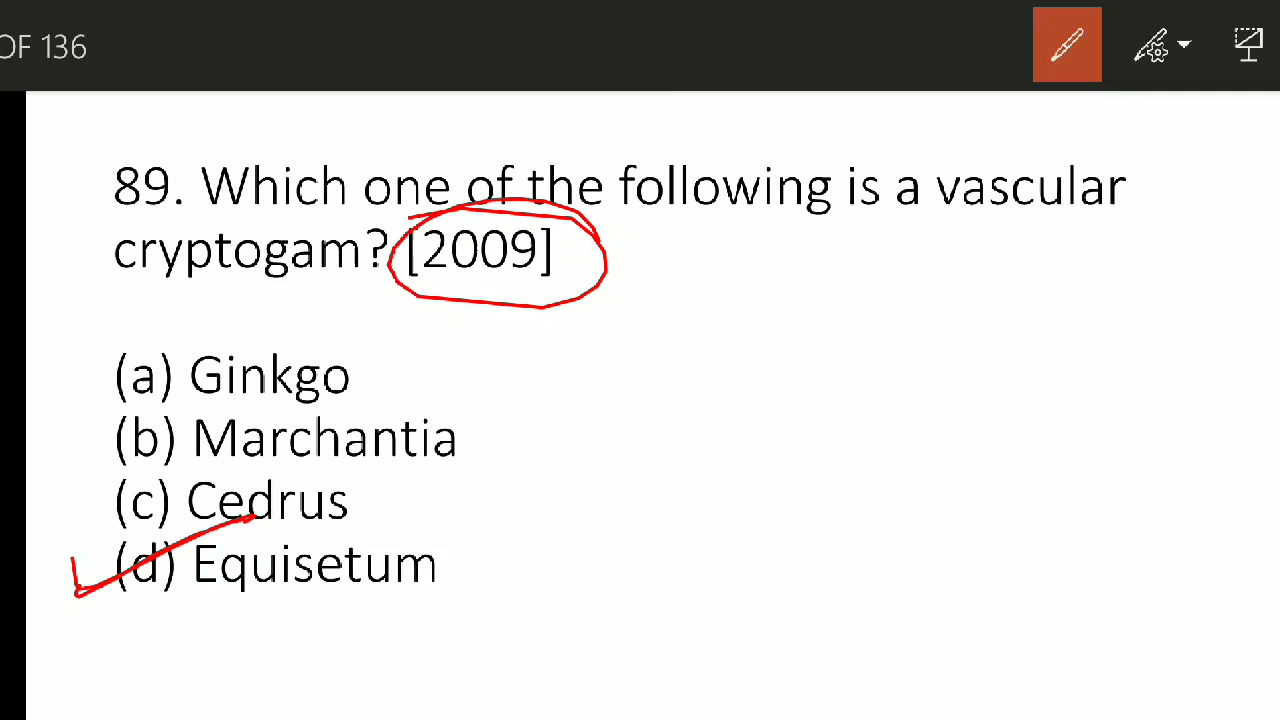 OF 136
89. Which one of the following is a vascular
cryptogam? [2009]
(a) Ginkgo
(b) Marchantia
(c) Cedrus
(d) Equisetum